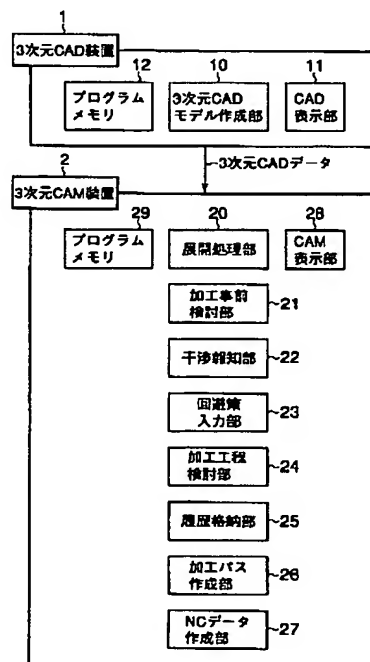 1
3次元CAD装置
12
10
11
プログラム
メモリ
3次元CAD
モデル作成部
CAD
表示部
3次元CADデータ
2
3次元CAM装置
29
20
28
プログラム
メモリ
展開処理部
CAM
表示部
加工事前
検討部
21
干渉報知部
22
回避策
入力部
23
加工工程
検討部
24
履歴格納部
25
加工パス
作成部
26
NCデータ
作成部
27